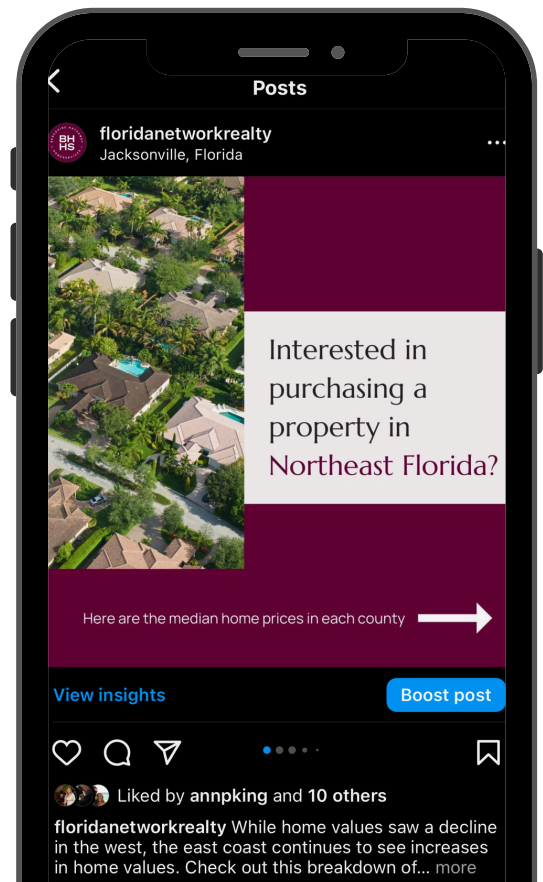 Posts
floridanetworkrealty
Jacksonville, Florida
BH
HS
Interested in
purchasing a
property in
Northeast Florida?
Here are the median home prices in each county
View insights
Boost post
Liked by annpking and 10 others
floridanetworkrealty While home values saw a decline
in the west, the east coast continues to see increases
in home values. Check out this breakdown of... more